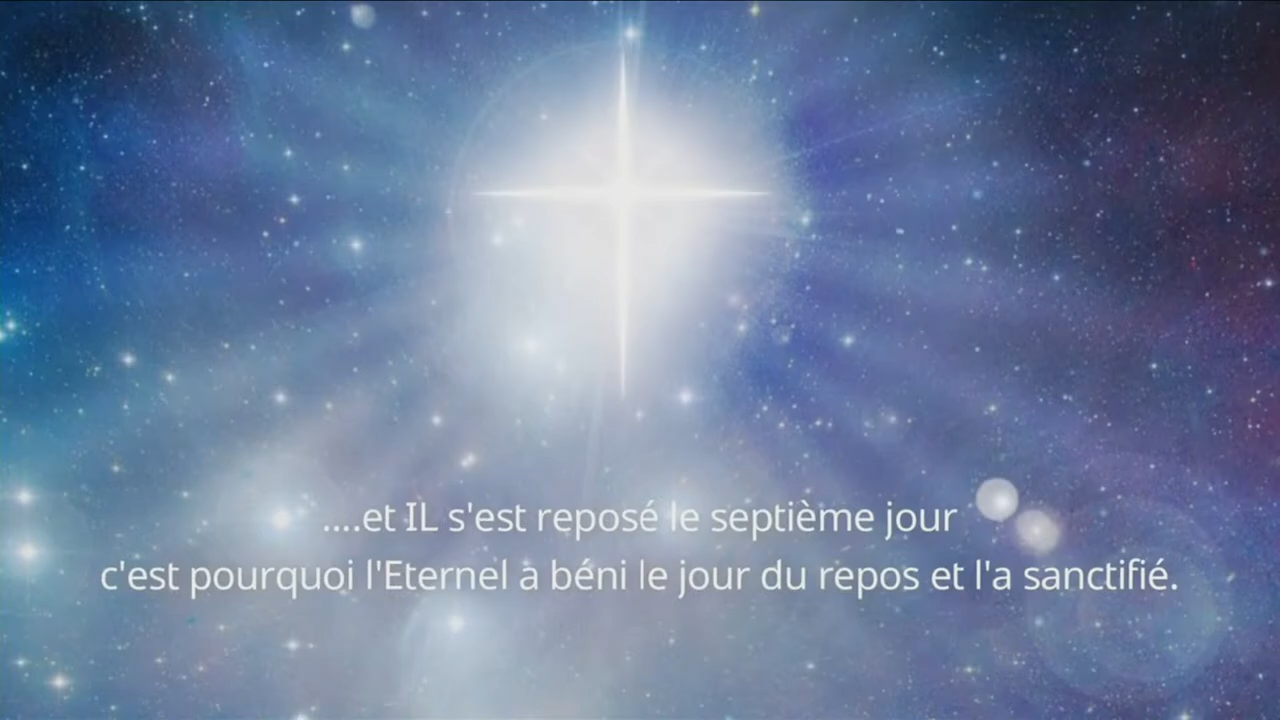 ....et IL s'est reposé le septième jour
c'est pourquoi l'Eternel a béni le jour du repos et l'a sanctifié.